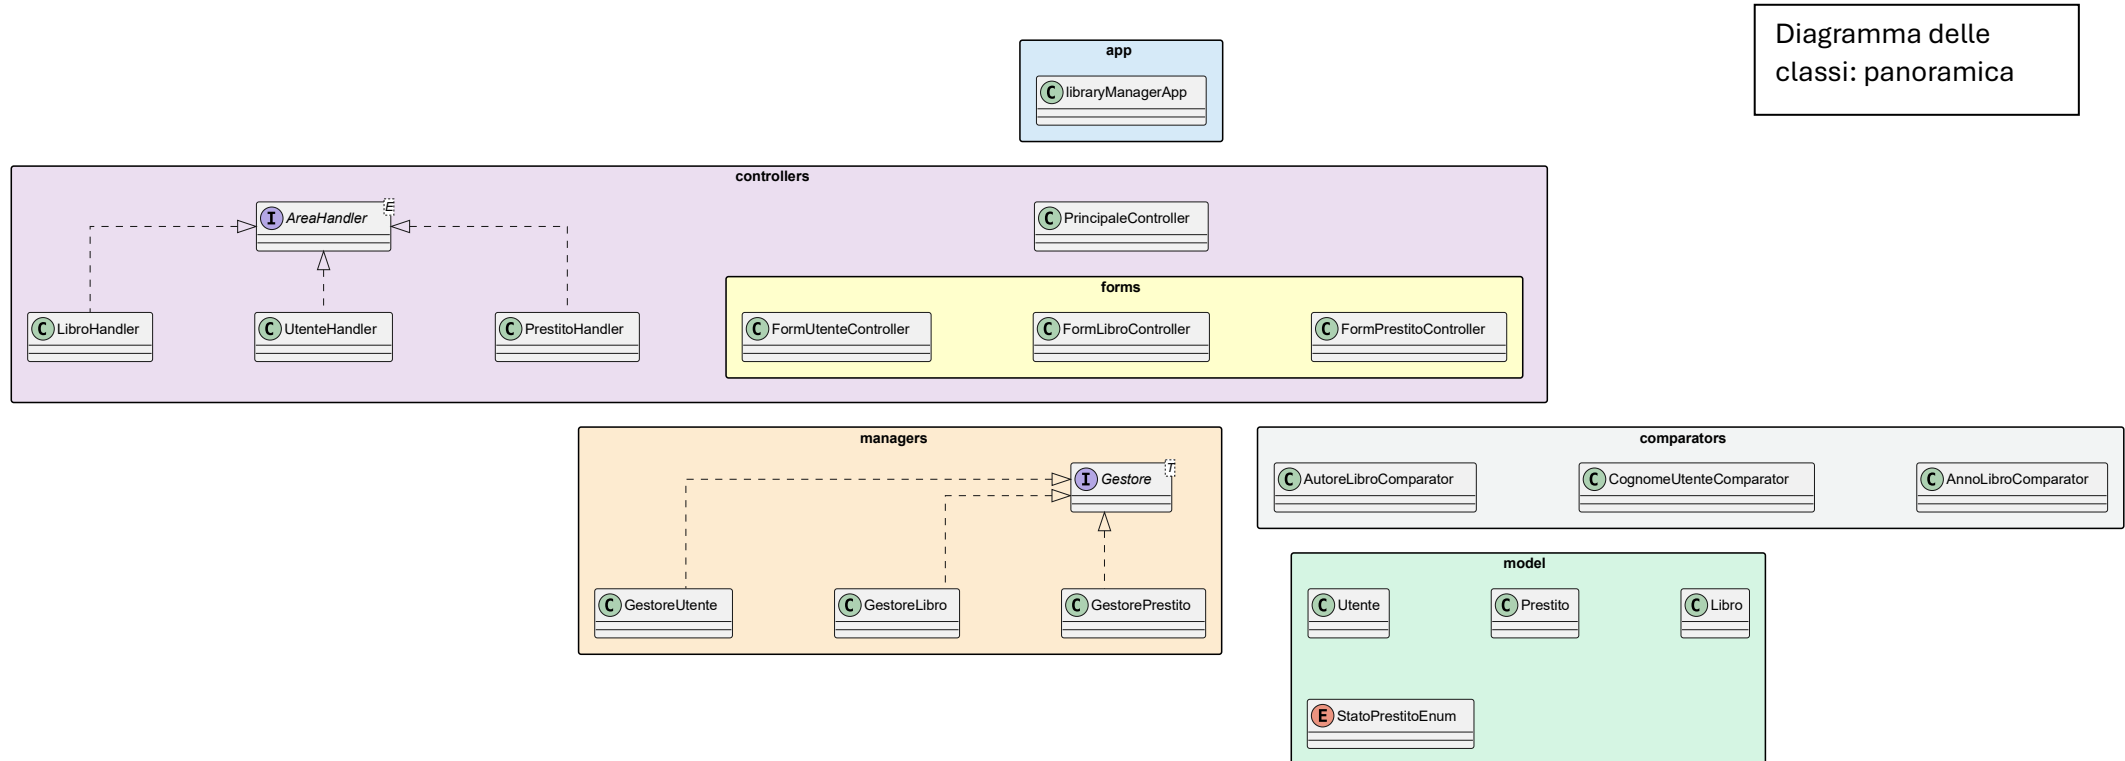 Diagramma delle
classi: panoramica
app
C libraryManagerApp
controllers
I AreaHandler E
C PrincipaleController
forms
C LibroHandler
C UtenteHandler
C PrestitoHandler
C FormUtenteController
C FormLibroController
C FormPrestitoController
managers
I Gestore T
C GestoreUtente
C GestoreLibro
C GestorePrestito
comparators
C AutoreLibroComparator
C CognomeUtenteComparator
C AnnoLibroComparator
model
C Utente
C Prestito
C Libro
E StatoPrestitoEnum